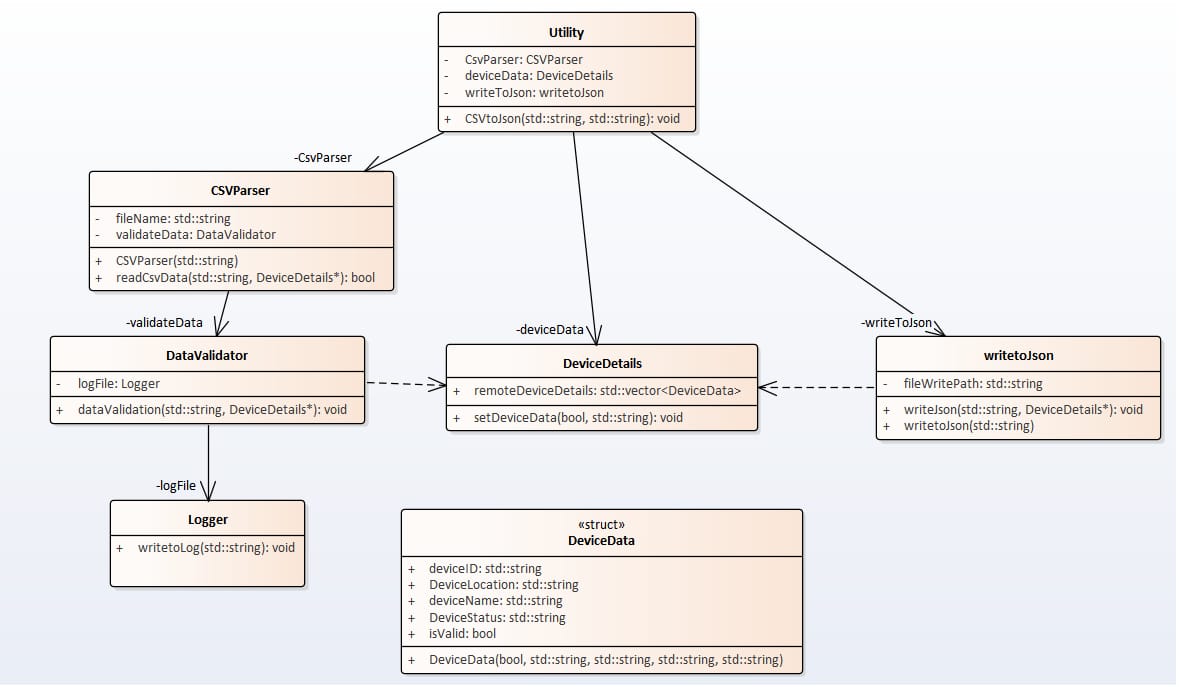 Utility
- CsvParser: CSVParser
- deviceData: DeviceDetails
- writeToJson: writetoJson
+ CSVtoJson(std::string, std::string): void
-CsvParser
CSVParser
- fileName: std::string
- validateData: DataValidator
+ CSVParser(std::string)
+ readCsvData(std::string, DeviceDetails*): bool
-validateData
-deviceData
-writeToJson
DataValidator
- logFile: Logger
+ dataValidation(std::string, DeviceDetails*): void
DeviceDetails
+ remoteDeviceDetails: std::vector<DeviceData>
+ setDeviceData(bool, std::string): void
writetoJson
- fileWritePath: std::string
+ writeJson(std::string, DeviceDetails*): void
+ writetoJson(std::string)
-logFile
Logger
+ writetoLog(std::string): void
«struct»
DeviceData
+ deviceID: std::string
+ DeviceLocation: std::string
+ deviceName: std::string
+ DeviceStatus: std::string
+ isValid: bool
+ DeviceData(bool, std::string, std::string, std::string, std::string)